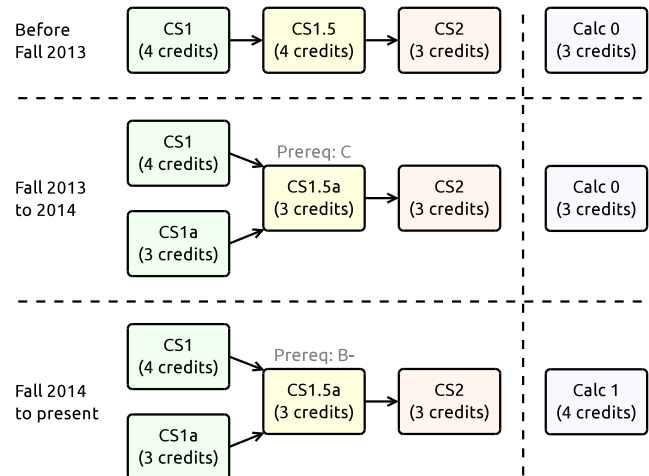 Before
Fall 2013
CS1
(4 credits)
CS1.5
(4 credits)
CS2
(3 credits)
Calc 0
(3 credits)
Fall 2013
to 2014
CS1
(4 credits)
CS1a
(3 credits)
Prereq: C
CS1.5a
(3 credits)
CS2
(3 credits)
Calc 0
(3 credits)
Fall 2014
to present
CS1
(4 credits)
CS1a
(3 credits)
Prereq: B-
CS1.5a
(3 credits)
CS2
(3 credits)
Calc 1
(4 credits)